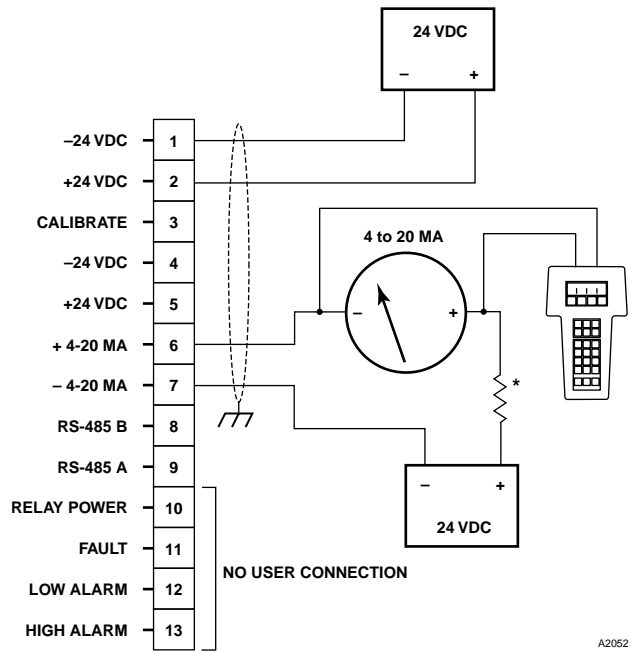 24 VDC
– +
–24 VDC 1
+24 VDC 2
CALIBRATE 3
4 to 20 MA
–24 VDC 4
+24 VDC 5
– +
+ 4-20 MA 6
– 4-20 MA 7
*
RS-485 B 8
RS-485 A 9
– +
24 VDC
RELAY POWER 10
FAULT 11
NO USER CONNECTION
LOW ALARM 12
HIGH ALARM 13
A2052